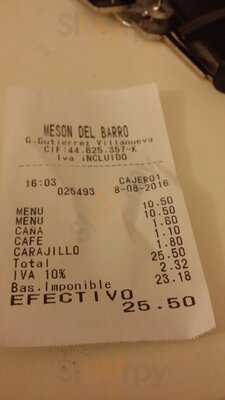 MESON DEL BARRO
G.Gutierrez Villanueva
CIF:44.825.357-K
Iva iNCLUIDO
16:03 CAJERO1
025493 8-08-2016
MENU 10.50
MENU 10.50
CAÑA 1.60
CAFE 1.10
CARAJILLO 1.80
Total 25.50
IVA 10% 2.32
Bas.Imponible 23.18
EFECTIVO 25.50